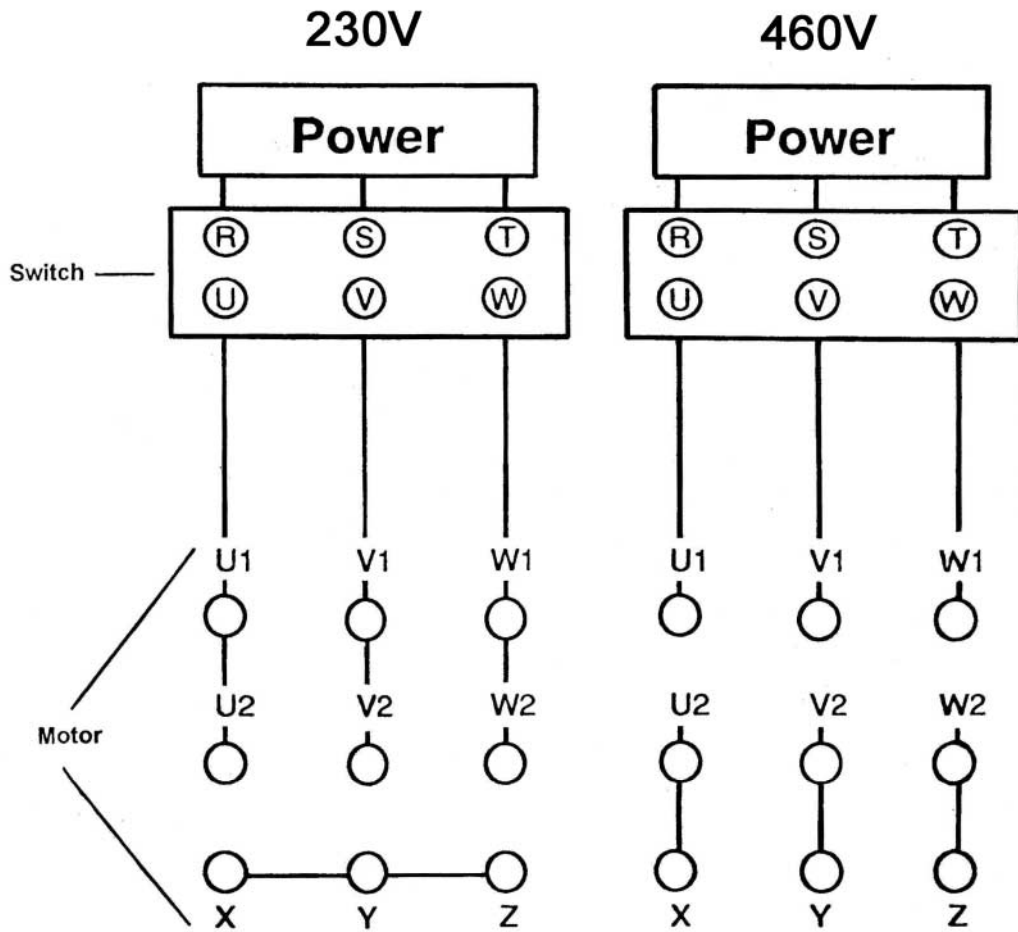 230V 460V
Power Power
R S T R S T
Switch
U V W U V W
U1 V1 W1 U1 V1 W1
U2 V2 W2 U2 V2 W2
Motor
X Y Z X Y Z